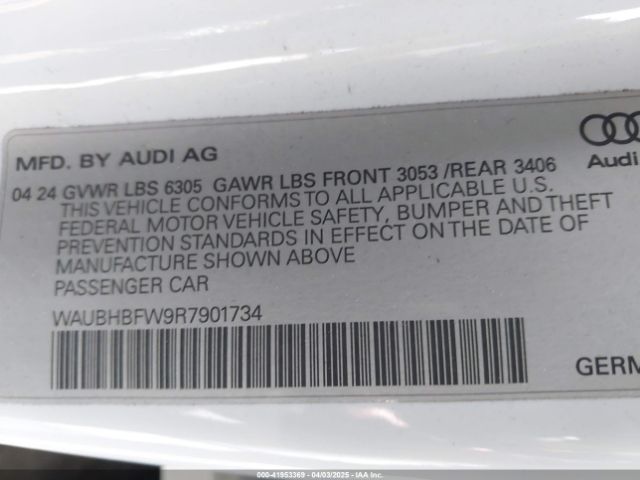 MFD. BY AUDI AG
04 24 GVWR LBS 6305 GAWR LBS FRONT 3053 /REAR 3406
THIS VEHICLE CONFORMS TO ALL APPLICABLE U.S.
FEDERAL MOTOR VEHICLE SAFETY, BUMPER AND THEFT
PREVENTION STANDARDS IN EFFECT ON THE DATE OF
MANUFACTURE SHOWN ABOVE
PASSENGER CAR
WAUBHBFW9R7901734
Audi
GERM
000-41953369 - 04/03/2025 - IAAI.com